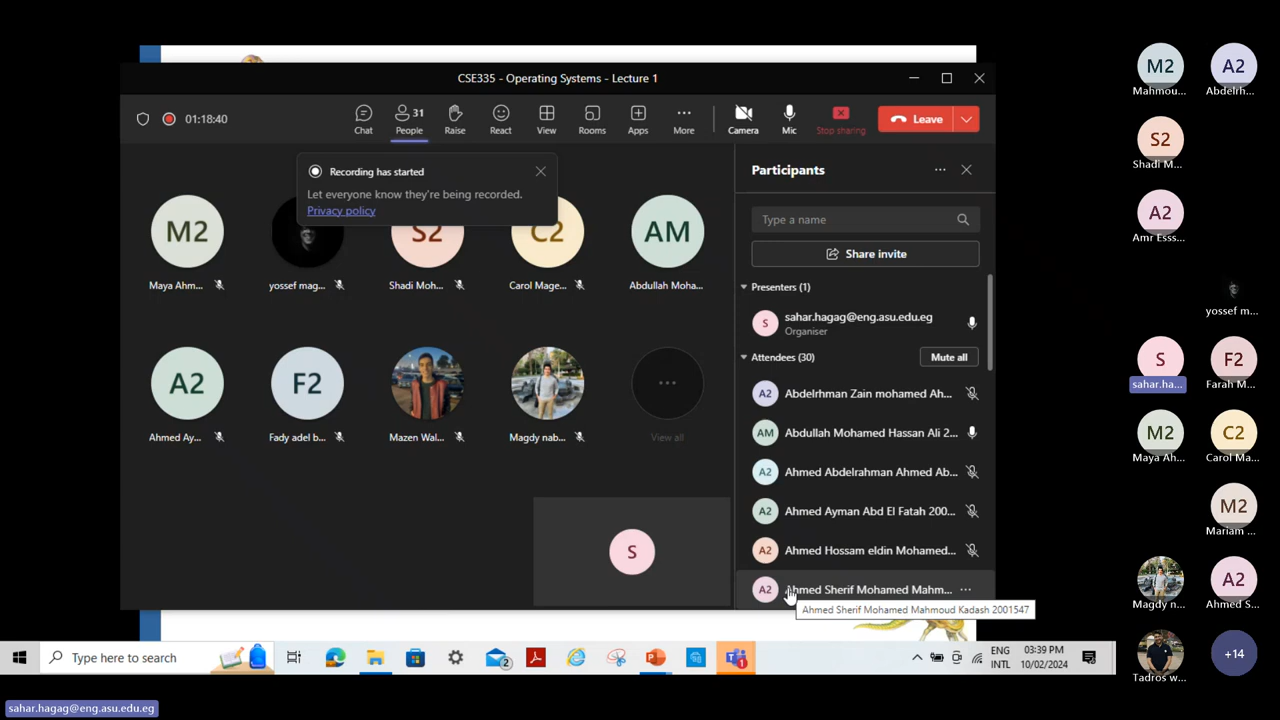 CSE335 - Operating Systems - Lecture 1
01:18:40
Chat
31
People
Raise
React
View
Rooms
Apps
More
Camera
Mic
Stop sharing
Leave
Recording has started
Let everyone know they're being recorded.
Privacy policy
M2
S2
C2
AM
Maya Ahm...
yossef mag...
Shadi Moh...
Carol Mage...
Abdullah Moha...
A2
F2
Ahmed Ay...
Fady adel b...
Mazen Wal...
Magdy nab...
View all
S
Participants
Type a name
Share invite
Presenters (1)
S
sahar.hagag@eng.asu.edu.eg
Organiser
Attendees (30)
Mute all
A2
Abdelrhman Zain mohamed Ah...
AM
Abdullah Mohamed Hassan Ali 2...
A2
Ahmed Abdelrahman Ahmed Ab...
A2
Ahmed Ayman Abd El Fatah 200...
A2
Ahmed Hossam eldin Mohamed...
A2
Ahmed Sherif Mohamed Mahm...
Ahmed Sherif Mohamed Mahmoud Kadash 2001547
M2
A2
Mahmou...
Abdelrh...
S2
Shadi M...
A2
Amr Esss...
yossef m...
S
F2
sahar.ha...
Farah M...
M2
C2
Maya Ah...
Carol Ma...
M2
Mariam ...
A2
Magdy n...
Ahmed S...
+14
Tadros w...
Type here to search
2
1
ENG
INTL
03:39 PM
10/02/2024
sahar.hagag@eng.asu.edu.eg